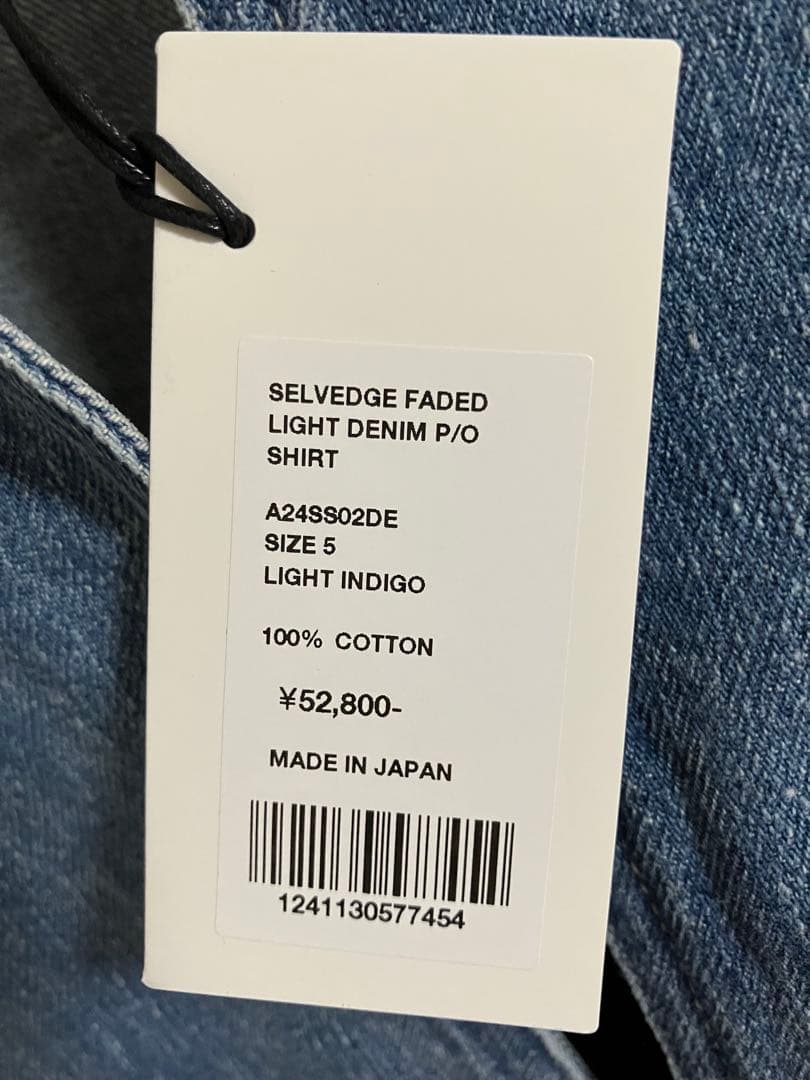 SELVEDGE FADED
LIGHT DENIM P/O
SHIRT
A24SS02DE
SIZE 5
LIGHT INDIGO
100% COTTON
¥52,800-
MADE IN JAPAN
1241130577454